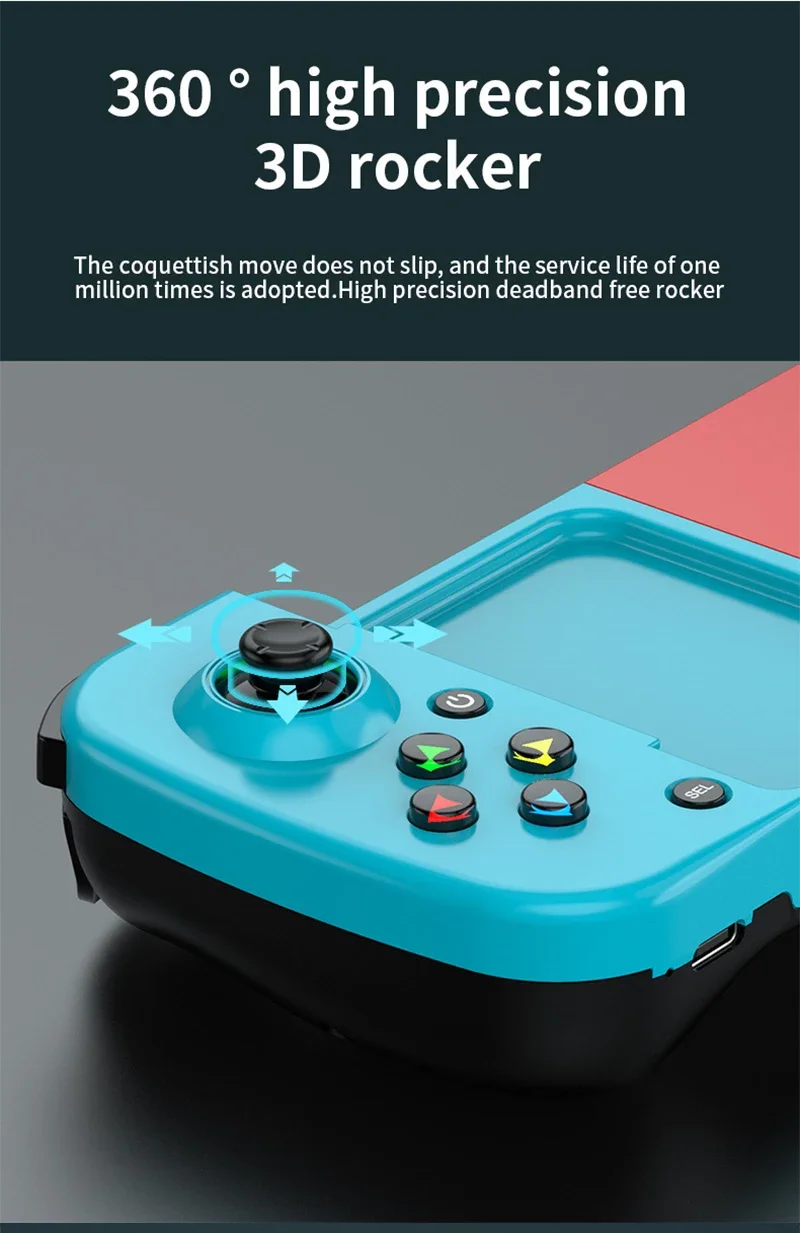 360 ° high precision
3D rocker
The coquettish move does not slip, and the service life of one
million times is adopted.High precision deadband free rocker
SEL